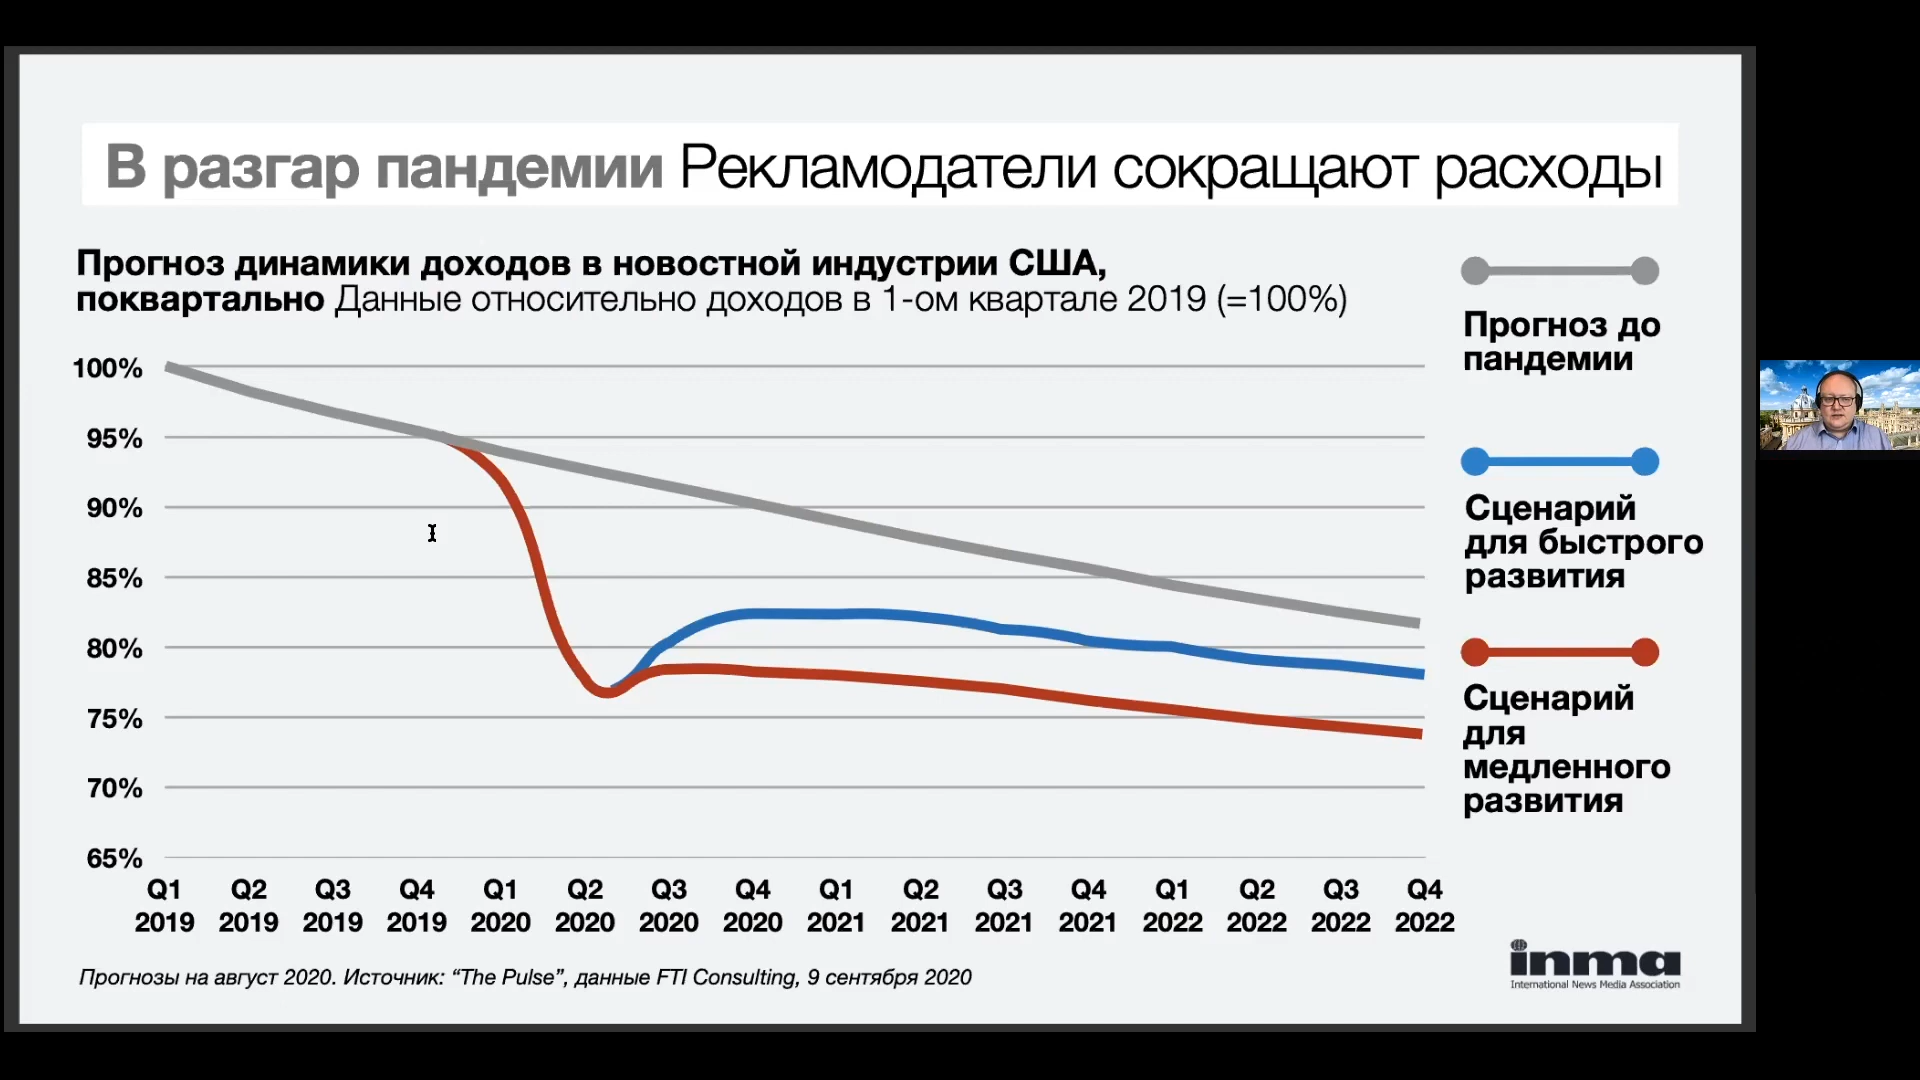 В разгар пандемии Рекламодатели сокращают расходы
Прогноз динамики доходов в новостной индустрии США,
поквартально Данные относительно доходов в 1-ом квартале 2019 (=100%)
Прогноз до
пандемии
Сценарий
для быстрого
развития
Сценарий
для
медленного
развития
100%
95%
90%
85%
80%
75%
70%
65%
Q1 Q2 Q3 Q4 Q1 Q2 Q3 Q4 Q1 Q2 Q3 Q4 Q1 Q2 Q3 Q4
2019 2019 2019 2019 2020 2020 2020 2020 2021 2021 2021 2021 2022 2022 2022 2022
Прогнозы на август 2020. Источник: “The Pulse”, данные FTI Consulting, 9 сентября 2020
inma
International News Media Association